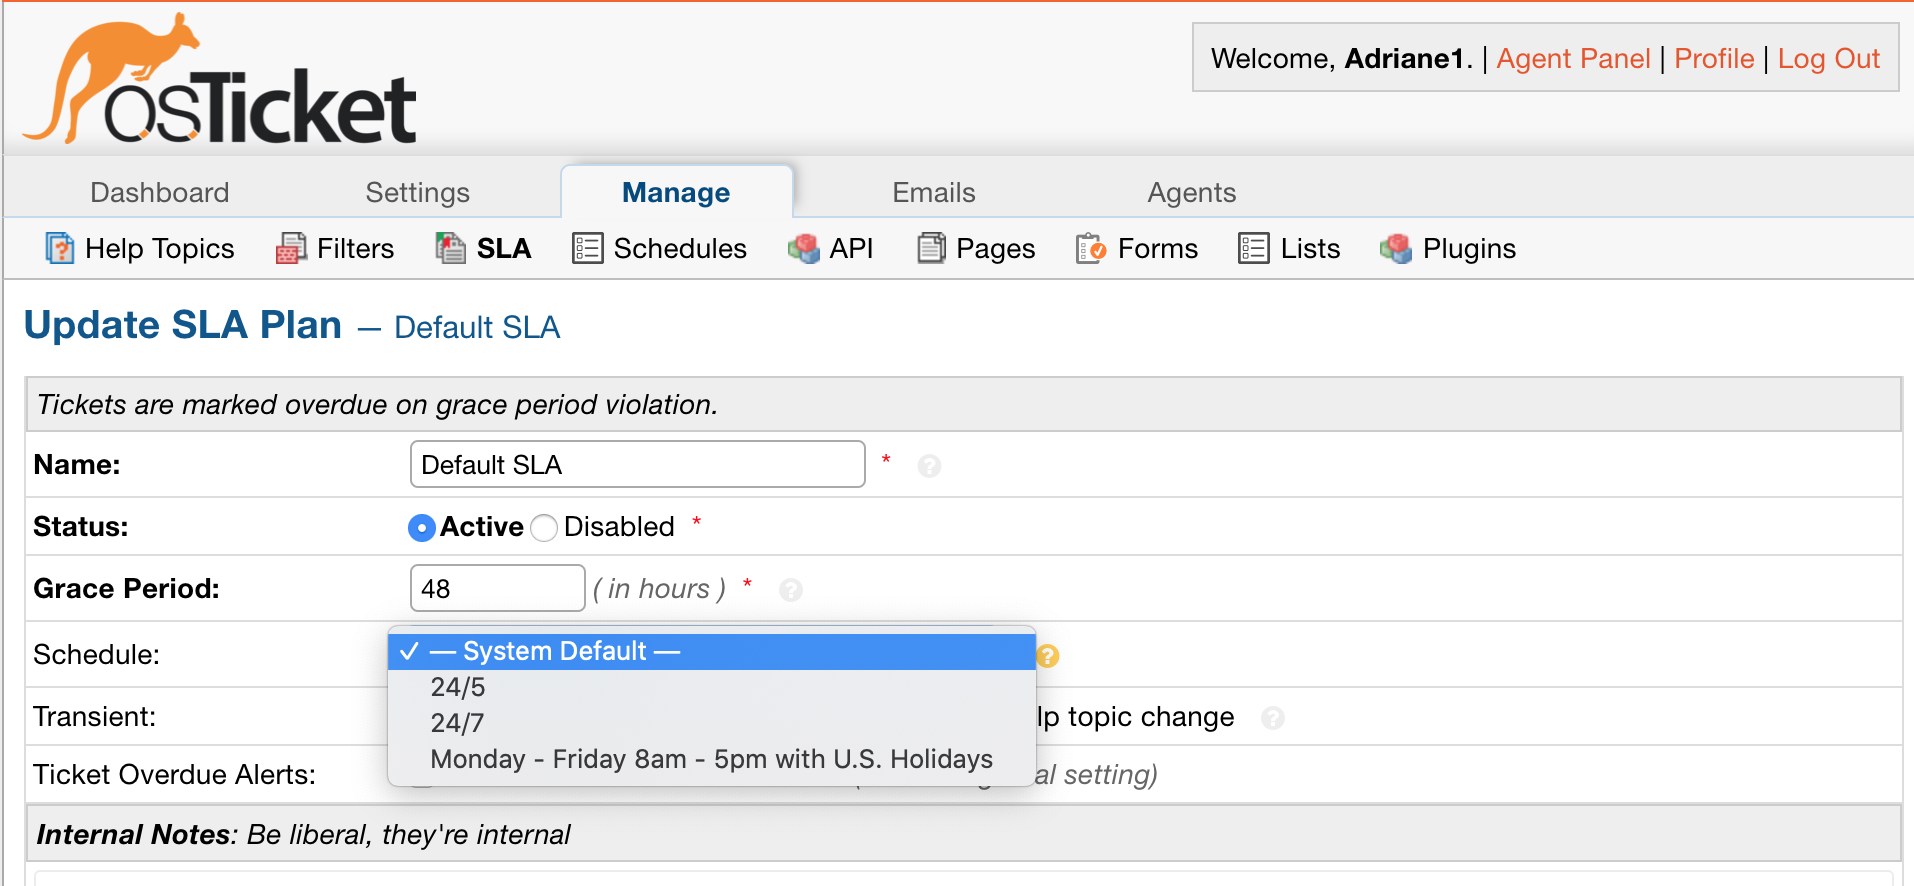 osTicket
Welcome, Adriane1. | Agent Panel | Profile | Log Out
Dashboard Settings Manage Emails Agents
Help Topics Filters SLA Schedules API Pages Forms Lists Plugins
Update SLA Plan — Default SLA
Tickets are marked overdue on grace period violation.
Name: Default SLA * ?
Status: Active Disabled *
Grace Period: 48 ( in hours ) * ?
Schedule: ✓ — System Default — ?
24/5
24/7
Monday - Friday 8am - 5pm with U.S. Holidays
Transient: lp topic change ?
Ticket Overdue Alerts: al setting)
Internal Notes: Be liberal, they're internal